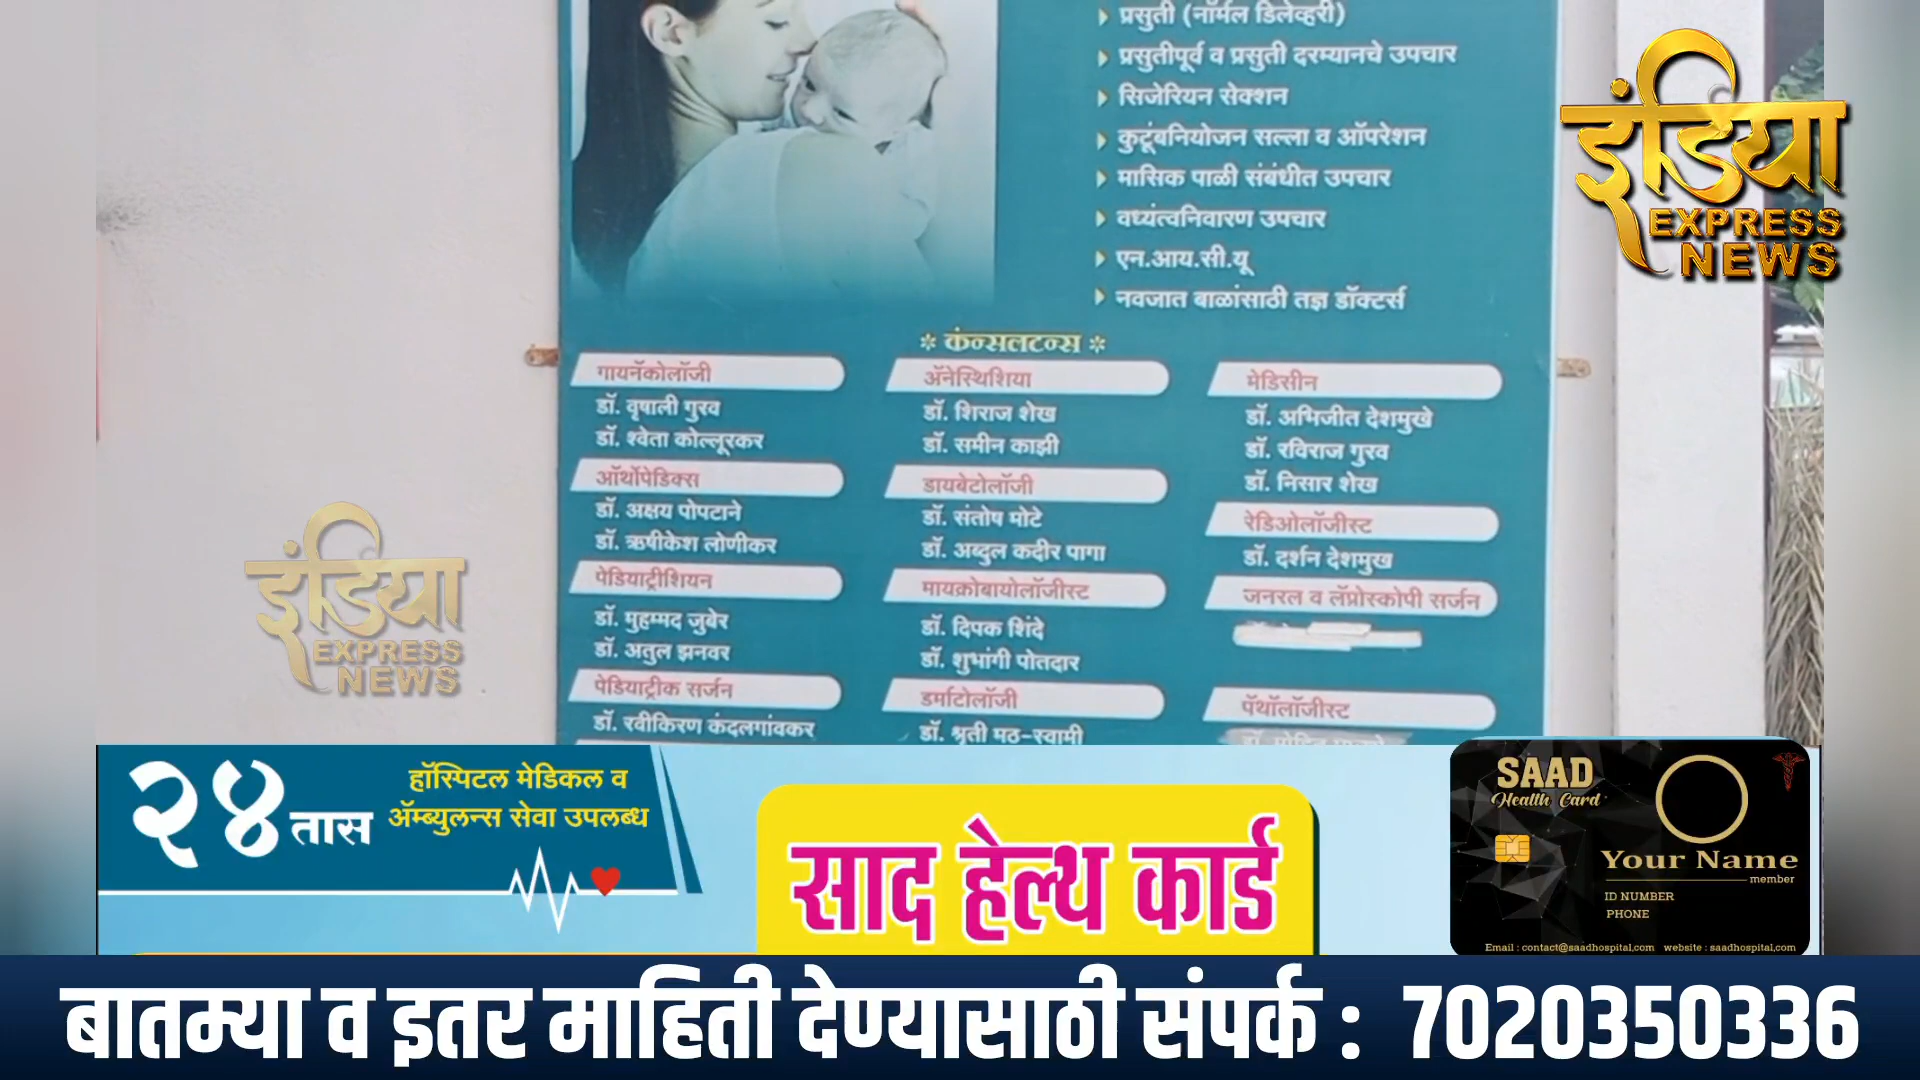 प्रसुती (नॉर्मल डिलेव्हरी)
प्रसुतीपूर्व व प्रसुती दरम्यानचे उपचार
सिजेरियन सेक्शन
कुटूंबनियोजन सल्ला व ऑपरेशन
मासिक पाळी संबंधीत उपचार
वध्यंत्वनिवारण उपचार
एन.आय.सी.यू
नवजात बाळांसाठी तज्ञ डॉक्टर्स
इंडिया
EXPRESS
NEWS
कंन्सलटन्स
गायनॅकोलॉजी
डॉ. वृषाली गुरव
डॉ. श्वेता कोल्लूरकर
ऑर्थोपेडिक्स
डॉ. अक्षय पोपटाने
डॉ. ऋषीकेश लोणीकर
पेडियाट्रीशियन
डॉ. मुहम्मद जुबेर
डॉ. अतुल झनवर
पेडियाट्रीक सर्जन
डॉ. रवीकिरण कंदलगांवकर
ॲनेस्थिशिया
डॉ. शिराज शेख
डॉ. समीन काझी
डायबेटोलॉजी
डॉ. संतोष मोटे
डॉ. अब्दुल कदीर पागा
मायक्रोबायोलॉजीस्ट
डॉ. दिपक शिंदे
डॉ. शुभांगी पोतदार
डर्माटोलॉजी
डॉ. श्रृती मठ-स्वामी
मेडिसीन
डॉ. अभिजीत देशमुखे
डॉ. रविराज गुरव
डॉ. निसार शेख
रेडिओलॉजीस्ट
डॉ. दर्शन देशमुख
जनरल व लॅप्रोस्कोपी सर्जन
पॅथॉलॉजीस्ट
इंडिया
EXPRESS
NEWS
२४ तास
हॉस्पिटल मेडिकल व
ॲम्ब्युलन्स सेवा उपलब्ध
साद हेल्थ कार्ड
SAAD
Health Card
Your Name
member
ID NUMBER
PHONE
Email : contact@saadhospital.com website : saadhospital.com
बातम्या व इतर माहिती देण्यासाठी संपर्क : 7020350336